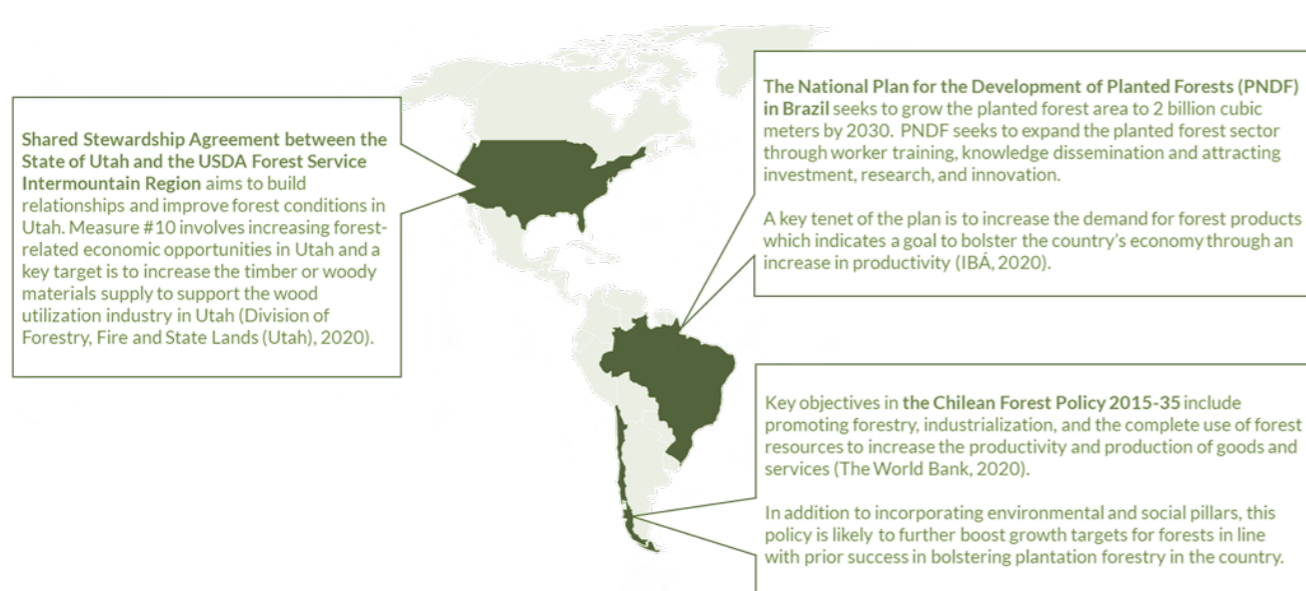 Shared Stewardship Agreement between the
State of Utah and the USDA Forest Service
Intermountain Region aims to build
relationships and improve forest conditions in
Utah. Measure #10 involves increasing forest-
related economic opportunities in Utah and a
key target is to increase the timber or woody
materials supply to support the wood
utilization industry in Utah (Division of
Forestry, Fire and State Lands (Utah), 2020).
The National Plan for the Development of Planted Forests (PNDF)
in Brazil seeks to grow the planted forest area to 2 billion cubic
meters by 2030. PNDF seeks to expand the planted forest sector
through worker training, knowledge dissemination and attracting
investment, research, and innovation.
A key tenet of the plan is to increase the demand for forest products
which indicates a goal to bolster the country's economy through an
increase in productivity (IBÁ, 2020).
Key objectives in the Chilean Forest Policy 2015-35 include
promoting forestry, industrialization, and the complete use of forest
resources to increase the productivity and production of goods and
services (The World Bank, 2020).
In addition to incorporating environmental and social pillars, this
policy is likely to further boost growth targets for forests in line
with prior success in bolstering plantation forestry in the country.